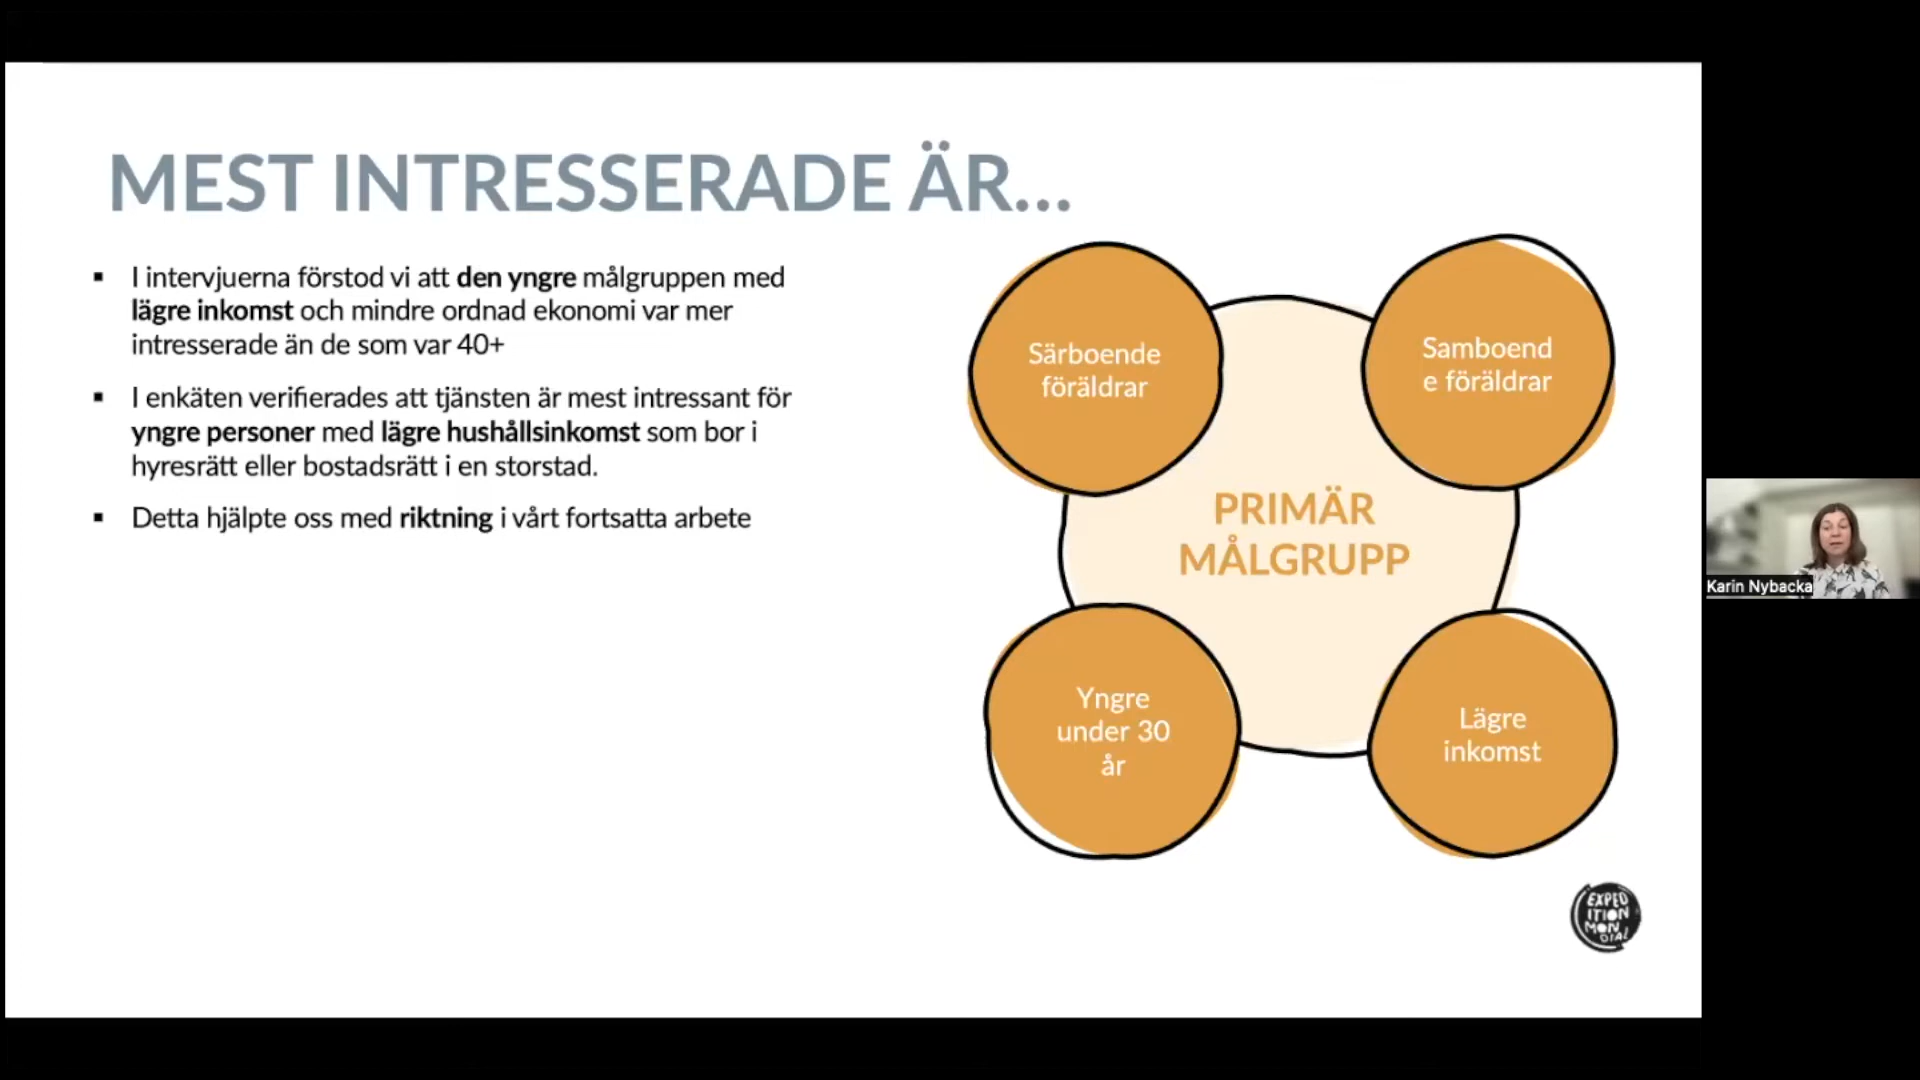 MEST INTRESSERADE ÄR...
▪ I intervjuerna förstod vi att den yngre målgruppen med
lägre inkomst och mindre ordnad ekonomi var mer
intresserade än de som var 40+
▪ I enkäten verifierades att tjänsten är mest intressant för
yngre personer med lägre hushållsinkomst som bor i
hyresrätt eller bostadsrätt i en storstad.
▪ Detta hjälpte oss med riktning i vårt fortsatta arbete
Särboende
föräldrar
Samboend
e föräldrar
PRIMÄR
MÅLGRUPP
Yngre
under 30
år
Lägre
inkomst
EXPED
ITION
MON
DIAL
Karin Nybacka